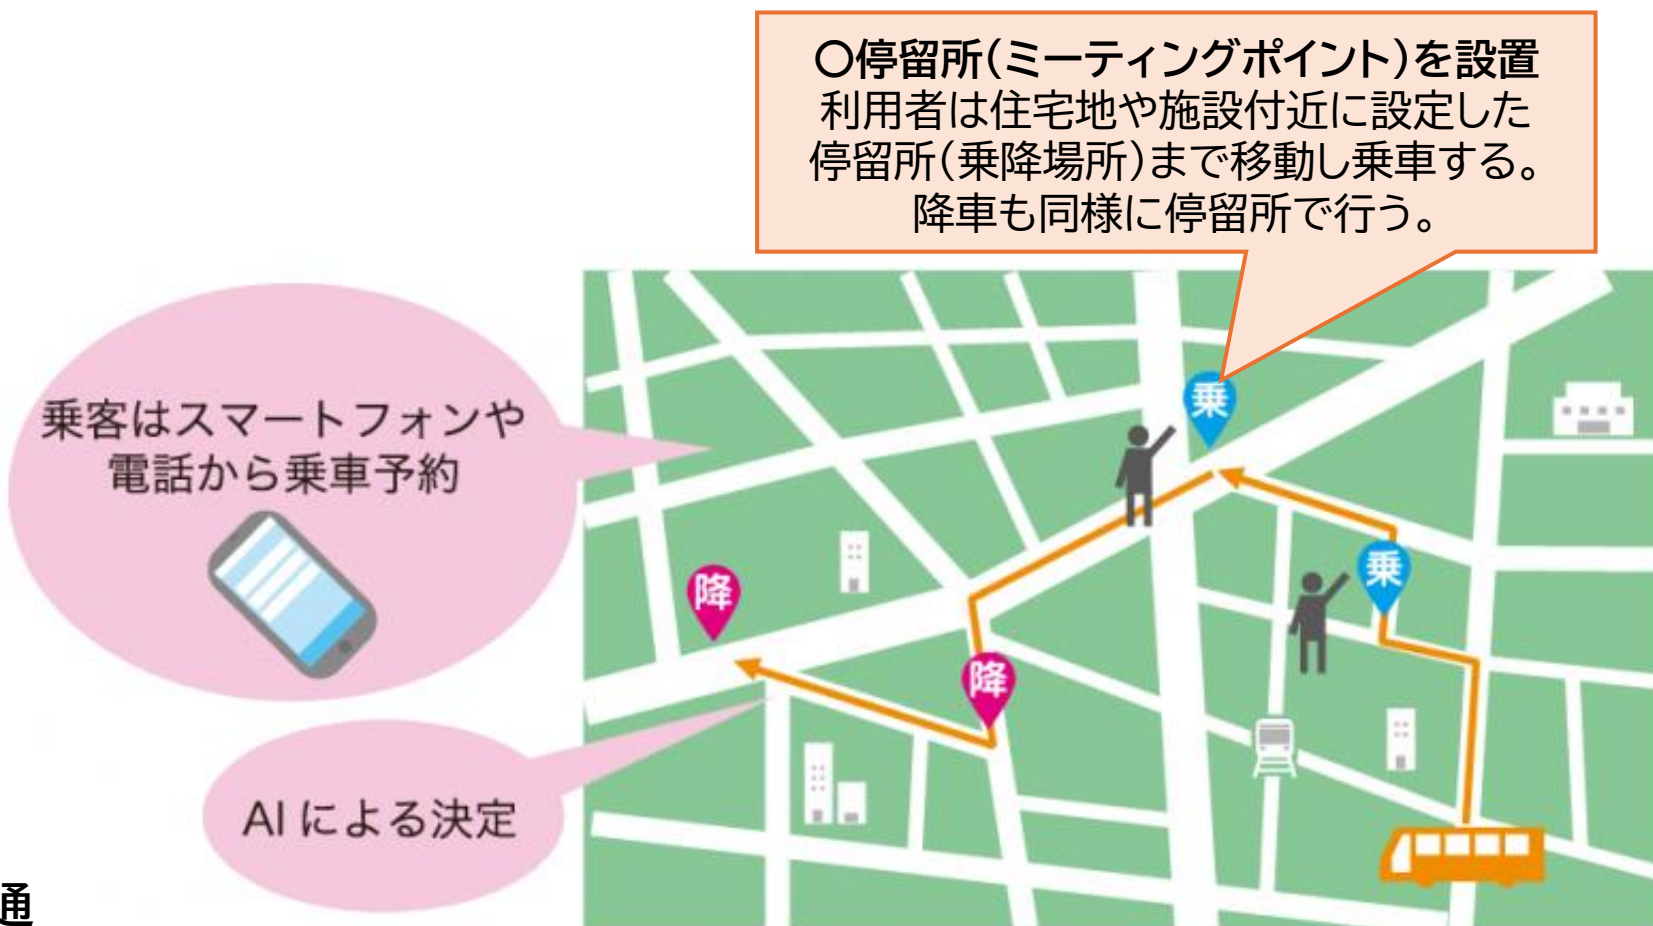 〇停留所(ミーティングポイント)を設置
利用者は住宅地や施設付近に設定した
停留所(乗降場所)まで移動し乗車する。
降車も同様に停留所で行う。
乗客はスマートフォンや
電話から乗車予約
乗
乗
降
降
AIによる決定
通